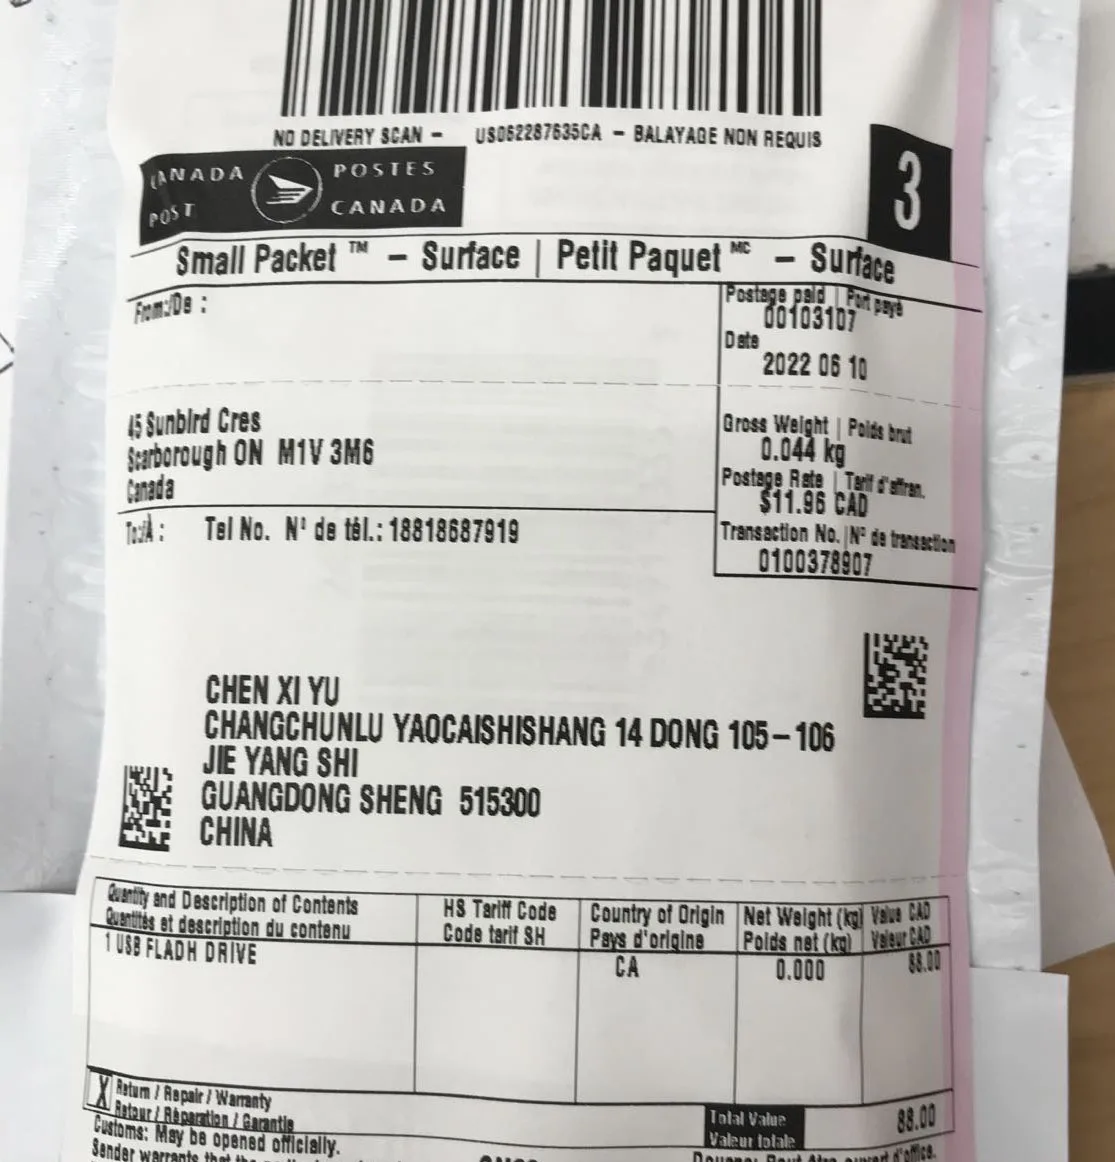 NO DELIVERY SCAN – US062287635CA – BALAYAGE NON REQUIS
CANADA POST POSTES CANADA
3
Small Packet ™ – Surface | Petit Paquet MC – Surface
From:/De :
Postage paid | Port payé
00103107
Date
2022 06 10
45 Sunbird Cres
Scarborough ON M1V 3M6
Canada
Gross Weight | Poids brut
0.044 kg
Postage Rate | Tarif d'affran.
$11.96 CAD
Transaction No. | Nº de transaction
0100378907
To:/À : Tel No. Nº de tél.: 18818687919
CHEN XI YU
CHANGCHUNLU YAOCAISHISHANG 14 DONG 105-106
JIE YANG SHI
GUANGDONG SHENG 515300
CHINA
Quantity and Description of Contents
Quantités et description du contenu
HS Tariff Code
Code tarif SH
Country of Origin
Pays d'origine
Net Weight (kg)
Poids net (kg)
Value CAD
Valeur CAD
1 USB FLADH DRIVE CA 0.000 88.00
X Return / Repair / Warranty
Retour / Réparation / Garantie
Total Value
Valeur totale
88.00
Customs: May be opened officially.
Sender warrants that the